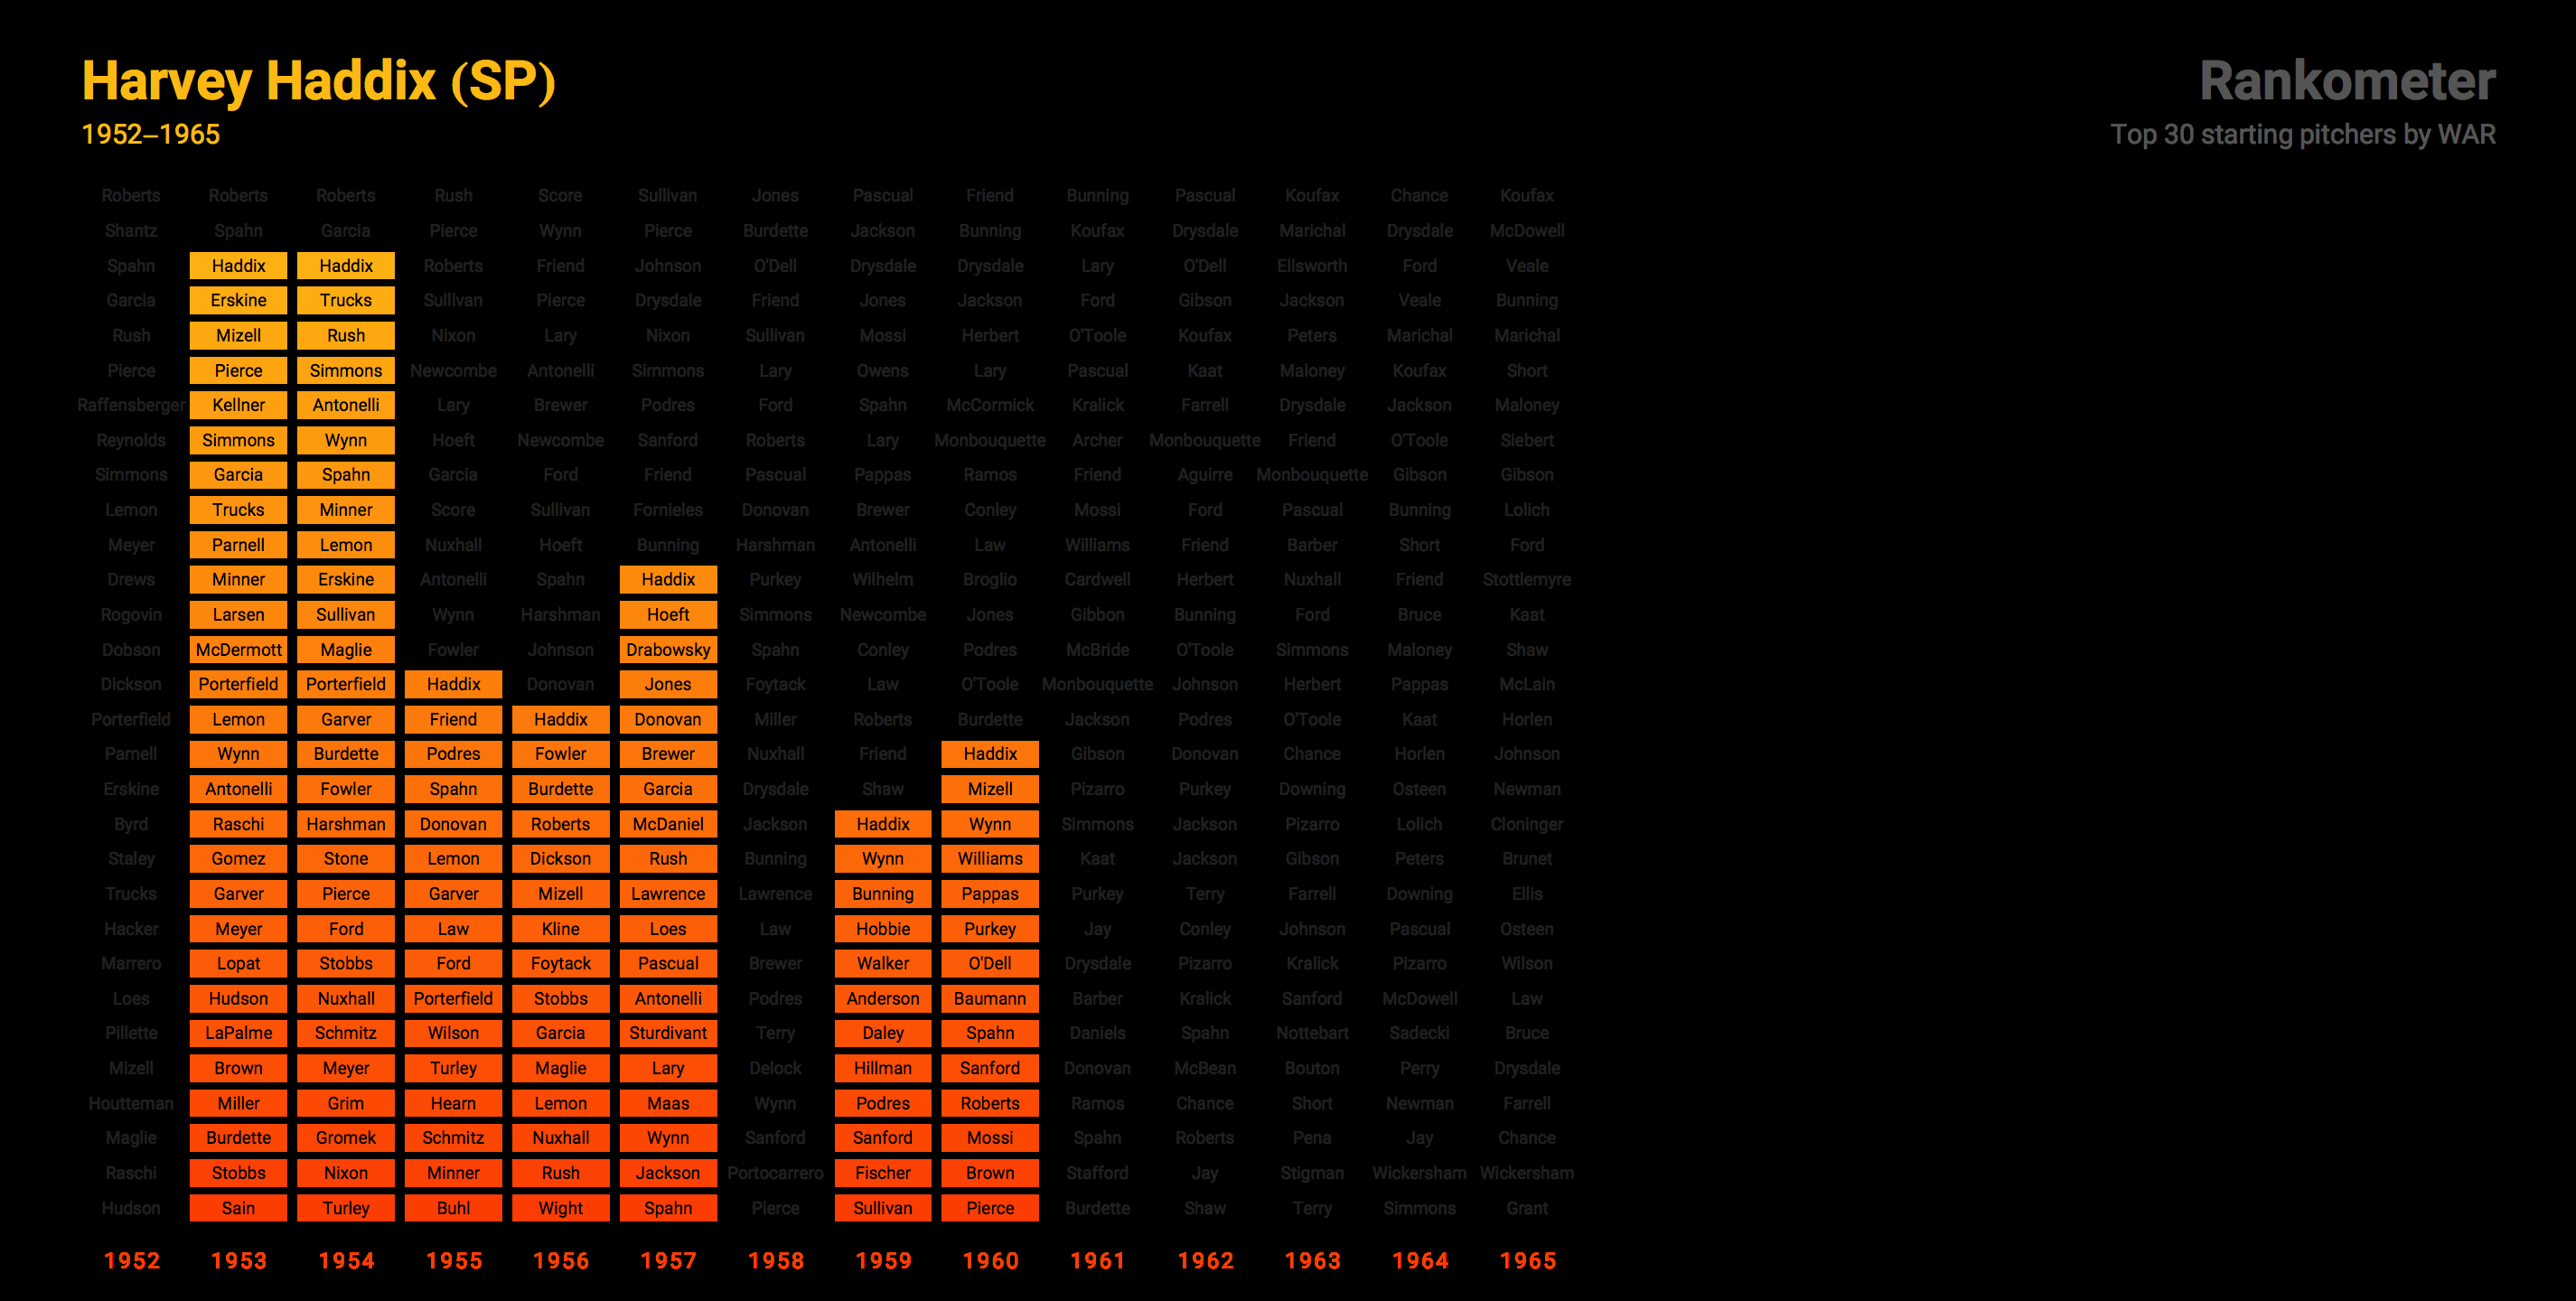 Harvey Haddix (SP)
1952–1965
Rankometer
Top 30 starting pitchers by WAR
Roberts Roberts Roberts Rush Score Sullivan Jones Pascual Friend Bunning Pascual Koufax Chance Koufax
Shantz Spahn Garcia Pierce Wynn Pierce Burdette Jackson Bunning Koufax Drysdale Marichal Drysdale McDowell
Spahn Haddix Haddix Roberts Friend Johnson O'Dell Drysdale Drysdale Lary O'Dell Ellsworth Ford Veale
Garcia Erskine Trucks Sullivan Pierce Drysdale Friend Jones Jackson Ford Gibson Jackson Veale Bunning
Rush Mizell Rush Nixon Lary Nixon Sullivan Mossi Herbert O'Toole Koufax Peters Marichal Marichal
Pierce Pierce Simmons Newcombe Antonelli Simmons Lary Owens Lary Pascual Kaat Maloney Koufax Short
Raffensberger Kellner Antonelli Lary Brewer Podres Ford Spahn McCormick Kralick Farrell Drysdale Jackson Maloney
Reynolds Simmons Wynn Hoeft Newcombe Sanford Roberts Lary Monbouquette Archer Monbouquette Friend O'Toole Siebert
Simmons Garcia Spahn Garcia Ford Friend Pascual Pappas Ramos Friend Aguirre Monbouquette Gibson Gibson
Lemon Trucks Minner Score Sullivan Fornieles Donovan Brewer Conley Mossi Ford Pascual Bunning Lolich
Meyer Parnell Lemon Nuxhall Hoeft Bunning Harshman Antonelli Law Williams Friend Barber Short Ford
Drews Minner Erskine Antonelli Spahn Haddix Purkey Wilhelm Broglio Cardwell Herbert Nuxhall Friend Stottlemyre
Rogovin Larsen Sullivan Wynn Harshman Hoeft Simmons Newcombe Jones Gibbon Bunning Ford Bruce Kaat
Dobson McDermott Maglie Fowler Johnson Drabowsky Spahn Conley Podres McBride O'Toole Simmons Maloney Shaw
Dickson Porterfield Porterfield Haddix Donovan Jones Foytack Law O'Toole Monbouquette Johnson Herbert Pappas McLain
Porterfield Lemon Garver Friend Haddix Donovan Miller Roberts Burdette Jackson Podres O'Toole Kaat Horlen
Parnell Wynn Burdette Podres Fowler Brewer Nuxhall Friend Haddix Gibson Donovan Chance Horlen Johnson
Erskine Antonelli Fowler Spahn Burdette Garcia Drysdale Shaw Mizell Pizarro Purkey Downing Osteen Newman
Byrd Raschi Harshman Donovan Roberts McDaniel Jackson Haddix Wynn Simmons Jackson Pizarro Lolich Cloninger
Staley Gomez Stone Lemon Dickson Rush Bunning Wynn Williams Kaat Jackson Gibson Peters Brunet
Trucks Garver Pierce Garver Mizell Lawrence Lawrence Bunning Pappas Purkey Terry Farrell Downing Ellis
Hacker Meyer Ford Law Kline Loes Law Hobbie Purkey Jay Conley Johnson Pascual Osteen
Marrero Lopat Stobbs Ford Foytack Pascual Brewer Walker O'Dell Drysdale Pizarro Kralick Pizarro Wilson
Loes Hudson Nuxhall Porterfield Stobbs Antonelli Podres Anderson Baumann Barber Kralick Sanford McDowell Law
Pillette LaPalme Schmitz Wilson Garcia Sturdivant Terry Daley Spahn Daniels Spahn Nottebart Sadecki Bruce
Mizell Brown Meyer Turley Maglie Lary Delock Hillman Sanford Donovan McBean Bouton Perry Drysdale
Houtteman Miller Grim Hearn Lemon Maas Wynn Podres Roberts Ramos Chance Short Newman Farrell
Maglie Burdette Gromek Schmitz Nuxhall Wynn Sanford Sanford Mossi Spahn Roberts Pena Jay Chance
Raschi Stobbs Nixon Minner Rush Jackson Portocarrero Fischer Brown Stafford Jay Stigman Wickersham Wickersham
Hudson Sain Turley Buhl Wight Spahn Pierce Sullivan Pierce Burdette Shaw Terry Simmons Grant
1952 1953 1954 1955 1956 1957 1958 1959 1960 1961 1962 1963 1964 1965